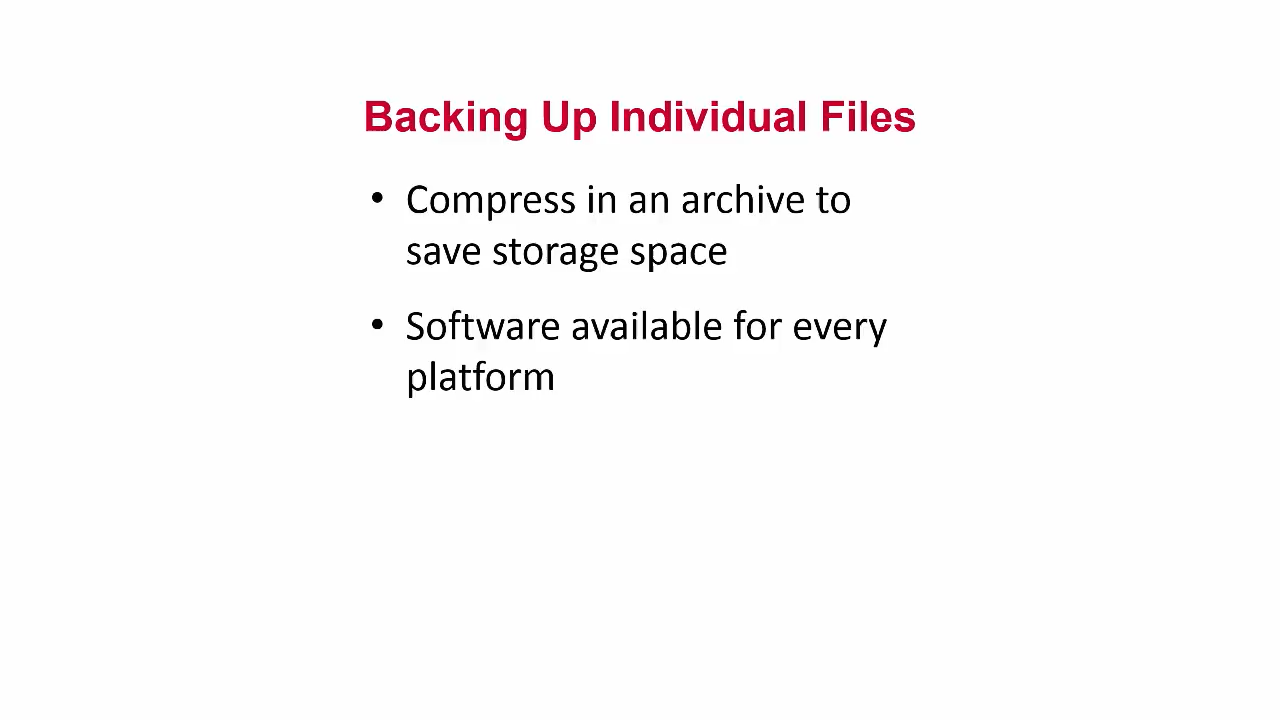 Backing Up Individual Files
• Compress in an archive to
save storage space
• Software available for every
platform